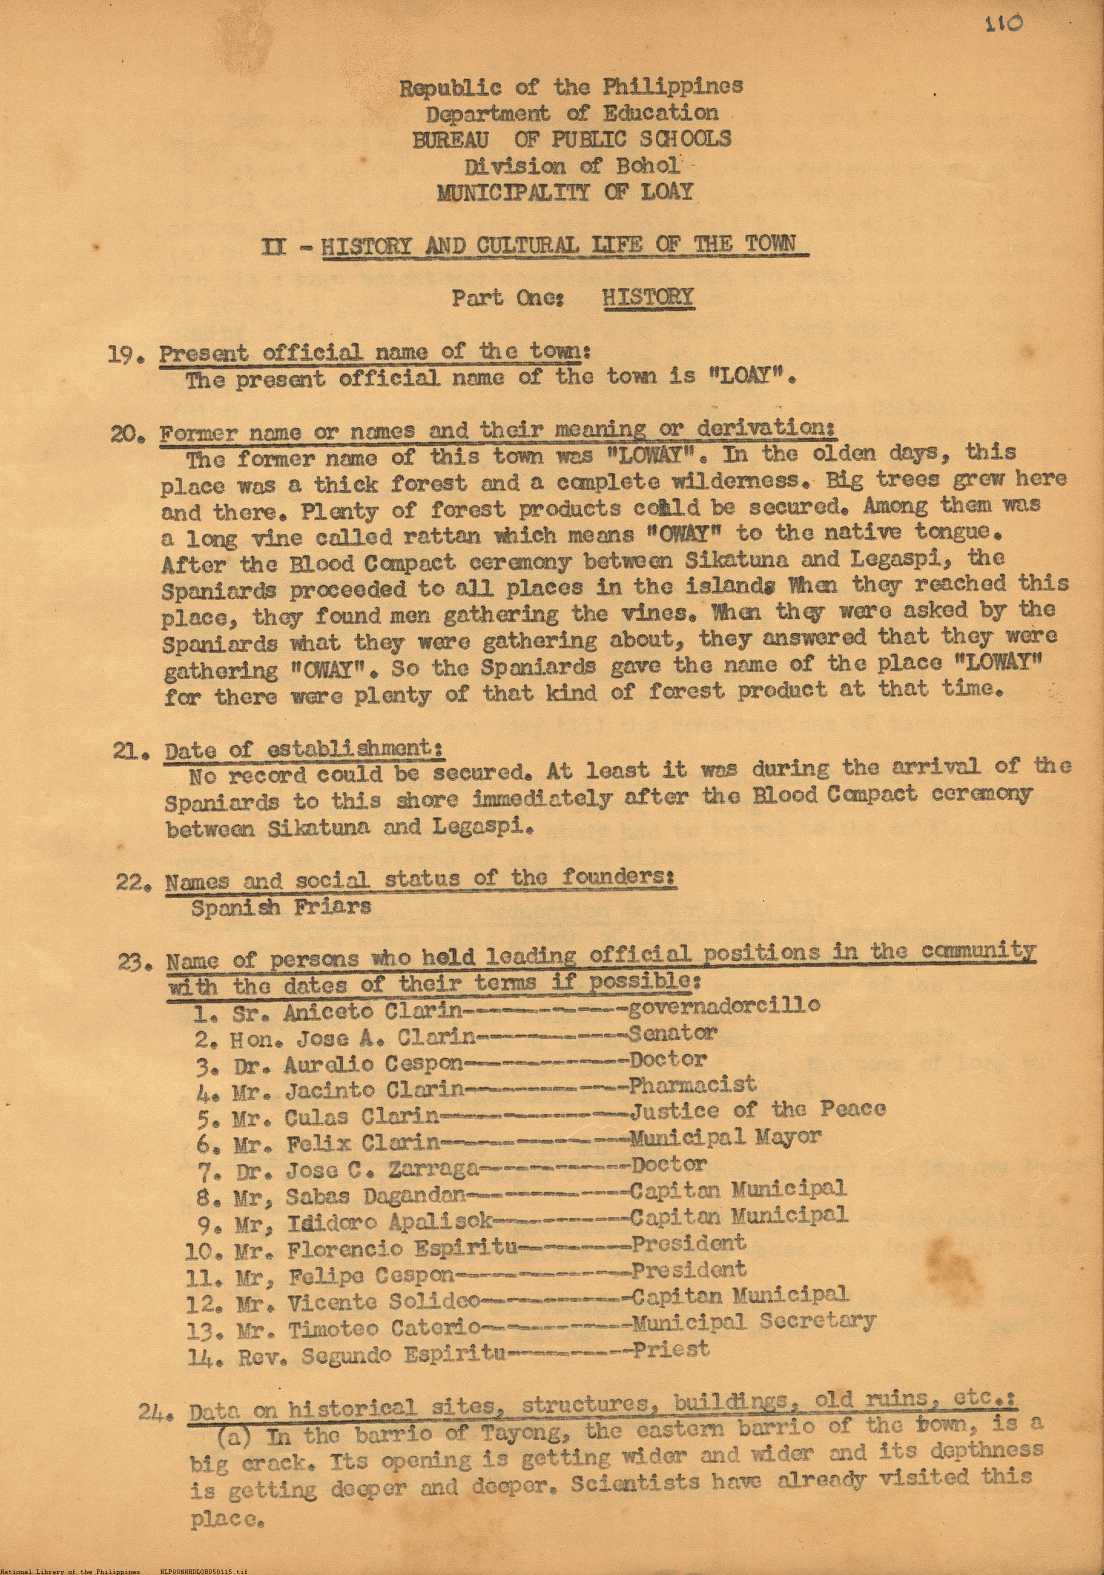 110
Republic of the Philippines
Department of Education
BUREAU OF PUBLIC SCHOOLS
Division of Bohol
MUNICIPALITY OF LOAY
II - HISTORY AND CULTURAL LIFE OF THE TOWN
Part One: HISTORY
19. Present official name of the town:
The present official name of the town is "LOAY".
20. Former name or names and their meaning or derivation:
The former name of this town was "LOWAY". In the olden days, this
place was a thick forest and a complete wilderness. Big trees grew here
and there. Plenty of forest products could be secured. Among them was
a long vine called rattan which means "OWAY" to the native tongue.
After the Blood Compact ceremony between Sikatuna and Legaspi, the
Spaniards proceeded to all places in the island. When they reached this
place, they found men gathering the vines. When they were asked by the
Spaniards what they were gathering about, they answered that they were
gathering "OWAY". So the Spaniards gave the name of the place "LOWAY"
for there were plenty of that kind of forest product at that time.
21. Date of establishment:
No record could be secured. At least it was during the arrival of the
Spaniards to this shore immediately after the Blood Compact ceremony
between Sikatuna and Legaspi.
22. Names and social status of the founders:
Spanish Friars
23. Name of persons who held leading official positions in the community
with the dates of their terms if possible:
1. Sr. Aniceto Clarin-------------governadorcillo
2. Hon. Jose A. Clarin------------Senator
3. Dr. Aurelio Cespon-------------Doctor
4. Mr. Jacinto Clarin-------------Pharmacist
5. Mr. Culas Clarin---------------Justice of the Peace
6. Mr. Felix Clarin---------------Municipal Mayor
7. Dr. Jose C. Zarraga------------Doctor
8. Mr, Sabas Dagandan-------------Capitan Municipal
9. Mr, Isidoro Apalisok-----------Capitan Municipal
10. Mr. Florencio Espiritu---------President
11. Mr, Felipe Cespon--------------President
12. Mr. Vicente Solideo------------Capitan Municipal
13. Mr. Timoteo Caterio------------Municipal Secretary
14. Rev. Segundo Espiritu----------Priest
24. Data on historical sites, structures, buildings, old ruins, etc.:
(a) In the barrio of Tayong, the eastern barrio of the town, is a
big crack. Its opening is getting wider and wider and its depthness
is getting deeper and deeper. Scientists have already visited this
place.
National Library of the Philippines NLPOONHHDLOB050115.tif